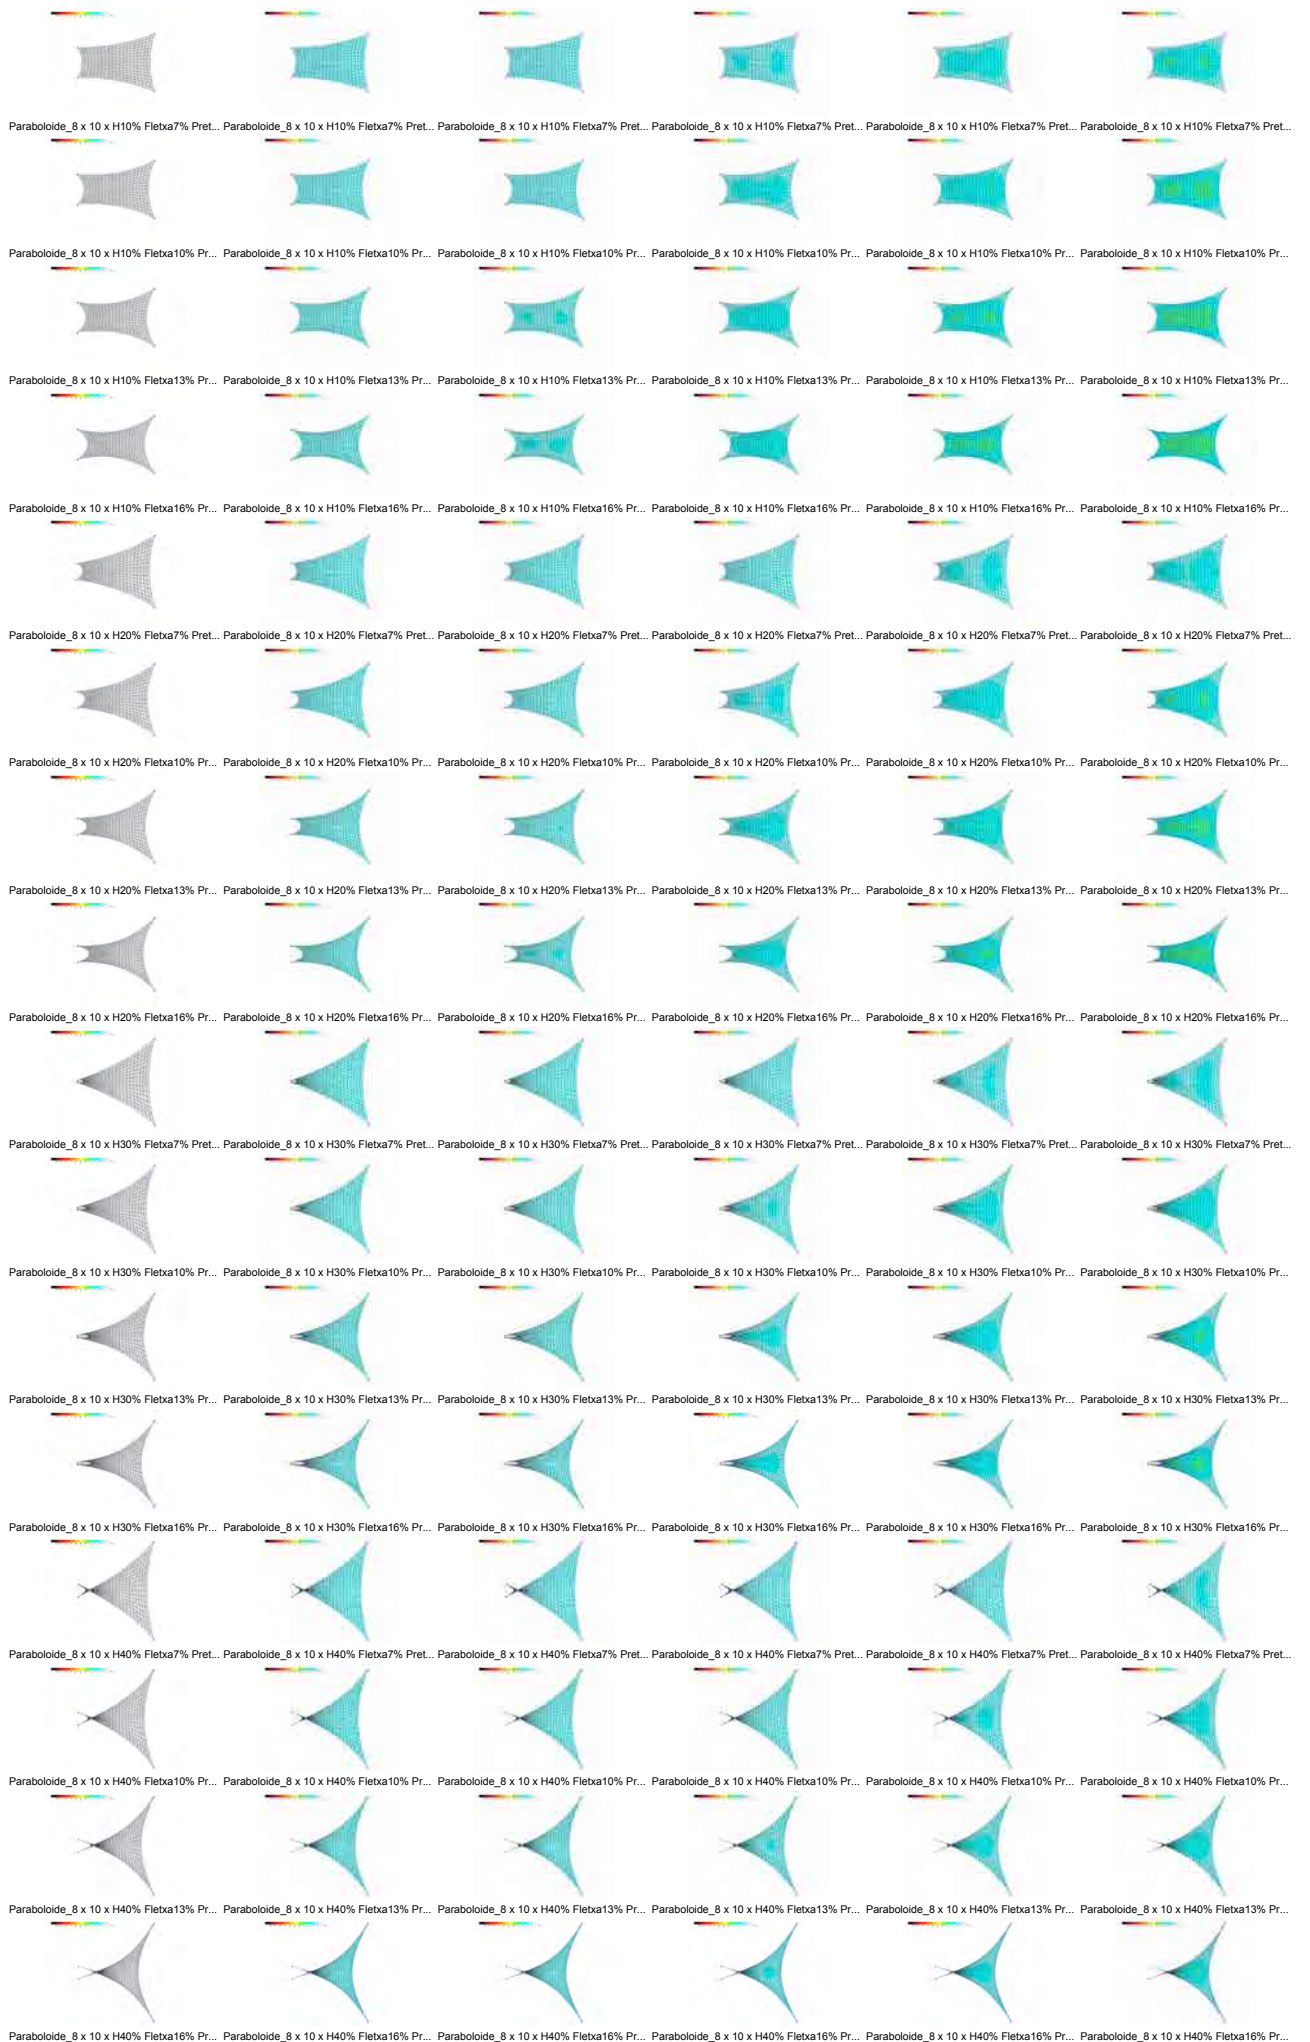 Paraboloide_8 x 10 x H10% Fletxa7% Pret... Paraboloide_8 x 10 x H10% Fletxa7% Pret... Paraboloide_8 x 10 x H10% Fletxa7% Pret... Paraboloide_8 x 10 x H10% Fletxa7% Pret... Paraboloide_8 x 10 x H10% Fletxa7% Pret... Paraboloide_8 x 10 x H10% Fletxa7% Pret...
Paraboloide_8 x 10 x H10% Fletxa10% Pr... Paraboloide_8 x 10 x H10% Fletxa10% Pr... Paraboloide_8 x 10 x H10% Fletxa10% Pr... Paraboloide_8 x 10 x H10% Fletxa10% Pr... Paraboloide_8 x 10 x H10% Fletxa10% Pr... Paraboloide_8 x 10 x H10% Fletxa10% Pr...
Paraboloide_8 x 10 x H10% Fletxa13% Pr... Paraboloide_8 x 10 x H10% Fletxa13% Pr... Paraboloide_8 x 10 x H10% Fletxa13% Pr... Paraboloide_8 x 10 x H10% Fletxa13% Pr... Paraboloide_8 x 10 x H10% Fletxa13% Pr... Paraboloide_8 x 10 x H10% Fletxa13% Pr...
Paraboloide_8 x 10 x H10% Fletxa16% Pr... Paraboloide_8 x 10 x H10% Fletxa16% Pr... Paraboloide_8 x 10 x H10% Fletxa16% Pr... Paraboloide_8 x 10 x H10% Fletxa16% Pr... Paraboloide_8 x 10 x H10% Fletxa16% Pr... Paraboloide_8 x 10 x H10% Fletxa16% Pr...
Paraboloide_8 x 10 x H20% Fletxa7% Pret... Paraboloide_8 x 10 x H20% Fletxa7% Pret... Paraboloide_8 x 10 x H20% Fletxa7% Pret... Paraboloide_8 x 10 x H20% Fletxa7% Pret... Paraboloide_8 x 10 x H20% Fletxa7% Pret... Paraboloide_8 x 10 x H20% Fletxa7% Pret...
Paraboloide_8 x 10 x H20% Fletxa10% Pr... Paraboloide_8 x 10 x H20% Fletxa10% Pr... Paraboloide_8 x 10 x H20% Fletxa10% Pr... Paraboloide_8 x 10 x H20% Fletxa10% Pr... Paraboloide_8 x 10 x H20% Fletxa10% Pr... Paraboloide_8 x 10 x H20% Fletxa10% Pr...
Paraboloide_8 x 10 x H20% Fletxa13% Pr... Paraboloide_8 x 10 x H20% Fletxa13% Pr... Paraboloide_8 x 10 x H20% Fletxa13% Pr... Paraboloide_8 x 10 x H20% Fletxa13% Pr... Paraboloide_8 x 10 x H20% Fletxa13% Pr... Paraboloide_8 x 10 x H20% Fletxa13% Pr...
Paraboloide_8 x 10 x H20% Fletxa16% Pr... Paraboloide_8 x 10 x H20% Fletxa16% Pr... Paraboloide_8 x 10 x H20% Fletxa16% Pr... Paraboloide_8 x 10 x H20% Fletxa16% Pr... Paraboloide_8 x 10 x H20% Fletxa16% Pr... Paraboloide_8 x 10 x H20% Fletxa16% Pr...
Paraboloide_8 x 10 x H30% Fletxa7% Pret... Paraboloide_8 x 10 x H30% Fletxa7% Pret... Paraboloide_8 x 10 x H30% Fletxa7% Pret... Paraboloide_8 x 10 x H30% Fletxa7% Pret... Paraboloide_8 x 10 x H30% Fletxa7% Pret... Paraboloide_8 x 10 x H30% Fletxa7% Pret...
Paraboloide_8 x 10 x H30% Fletxa10% Pr... Paraboloide_8 x 10 x H30% Fletxa10% Pr... Paraboloide_8 x 10 x H30% Fletxa10% Pr... Paraboloide_8 x 10 x H30% Fletxa10% Pr... Paraboloide_8 x 10 x H30% Fletxa10% Pr... Paraboloide_8 x 10 x H30% Fletxa10% Pr...
Paraboloide_8 x 10 x H30% Fletxa13% Pr... Paraboloide_8 x 10 x H30% Fletxa13% Pr... Paraboloide_8 x 10 x H30% Fletxa13% Pr... Paraboloide_8 x 10 x H30% Fletxa13% Pr... Paraboloide_8 x 10 x H30% Fletxa13% Pr... Paraboloide_8 x 10 x H30% Fletxa13% Pr...
Paraboloide_8 x 10 x H30% Fletxa16% Pr... Paraboloide_8 x 10 x H30% Fletxa16% Pr... Paraboloide_8 x 10 x H30% Fletxa16% Pr... Paraboloide_8 x 10 x H30% Fletxa16% Pr... Paraboloide_8 x 10 x H30% Fletxa16% Pr... Paraboloide_8 x 10 x H30% Fletxa16% Pr...
Paraboloide_8 x 10 x H40% Fletxa7% Pret... Paraboloide_8 x 10 x H40% Fletxa7% Pret... Paraboloide_8 x 10 x H40% Fletxa7% Pret... Paraboloide_8 x 10 x H40% Fletxa7% Pret... Paraboloide_8 x 10 x H40% Fletxa7% Pret... Paraboloide_8 x 10 x H40% Fletxa7% Pret...
Paraboloide_8 x 10 x H40% Fletxa10% Pr... Paraboloide_8 x 10 x H40% Fletxa10% Pr... Paraboloide_8 x 10 x H40% Fletxa10% Pr... Paraboloide_8 x 10 x H40% Fletxa10% Pr... Paraboloide_8 x 10 x H40% Fletxa10% Pr... Paraboloide_8 x 10 x H40% Fletxa10% Pr...
Paraboloide_8 x 10 x H40% Fletxa13% Pr... Paraboloide_8 x 10 x H40% Fletxa13% Pr... Paraboloide_8 x 10 x H40% Fletxa13% Pr... Paraboloide_8 x 10 x H40% Fletxa13% Pr... Paraboloide_8 x 10 x H40% Fletxa13% Pr... Paraboloide_8 x 10 x H40% Fletxa13% Pr...
Paraboloide_8 x 10 x H40% Fletxa16% Pr... Paraboloide_8 x 10 x H40% Fletxa16% Pr... Paraboloide_8 x 10 x H40% Fletxa16% Pr... Paraboloide_8 x 10 x H40% Fletxa16% Pr... Paraboloide_8 x 10 x H40% Fletxa16% Pr... Paraboloide_8 x 10 x H40% Fletxa16% Pr...